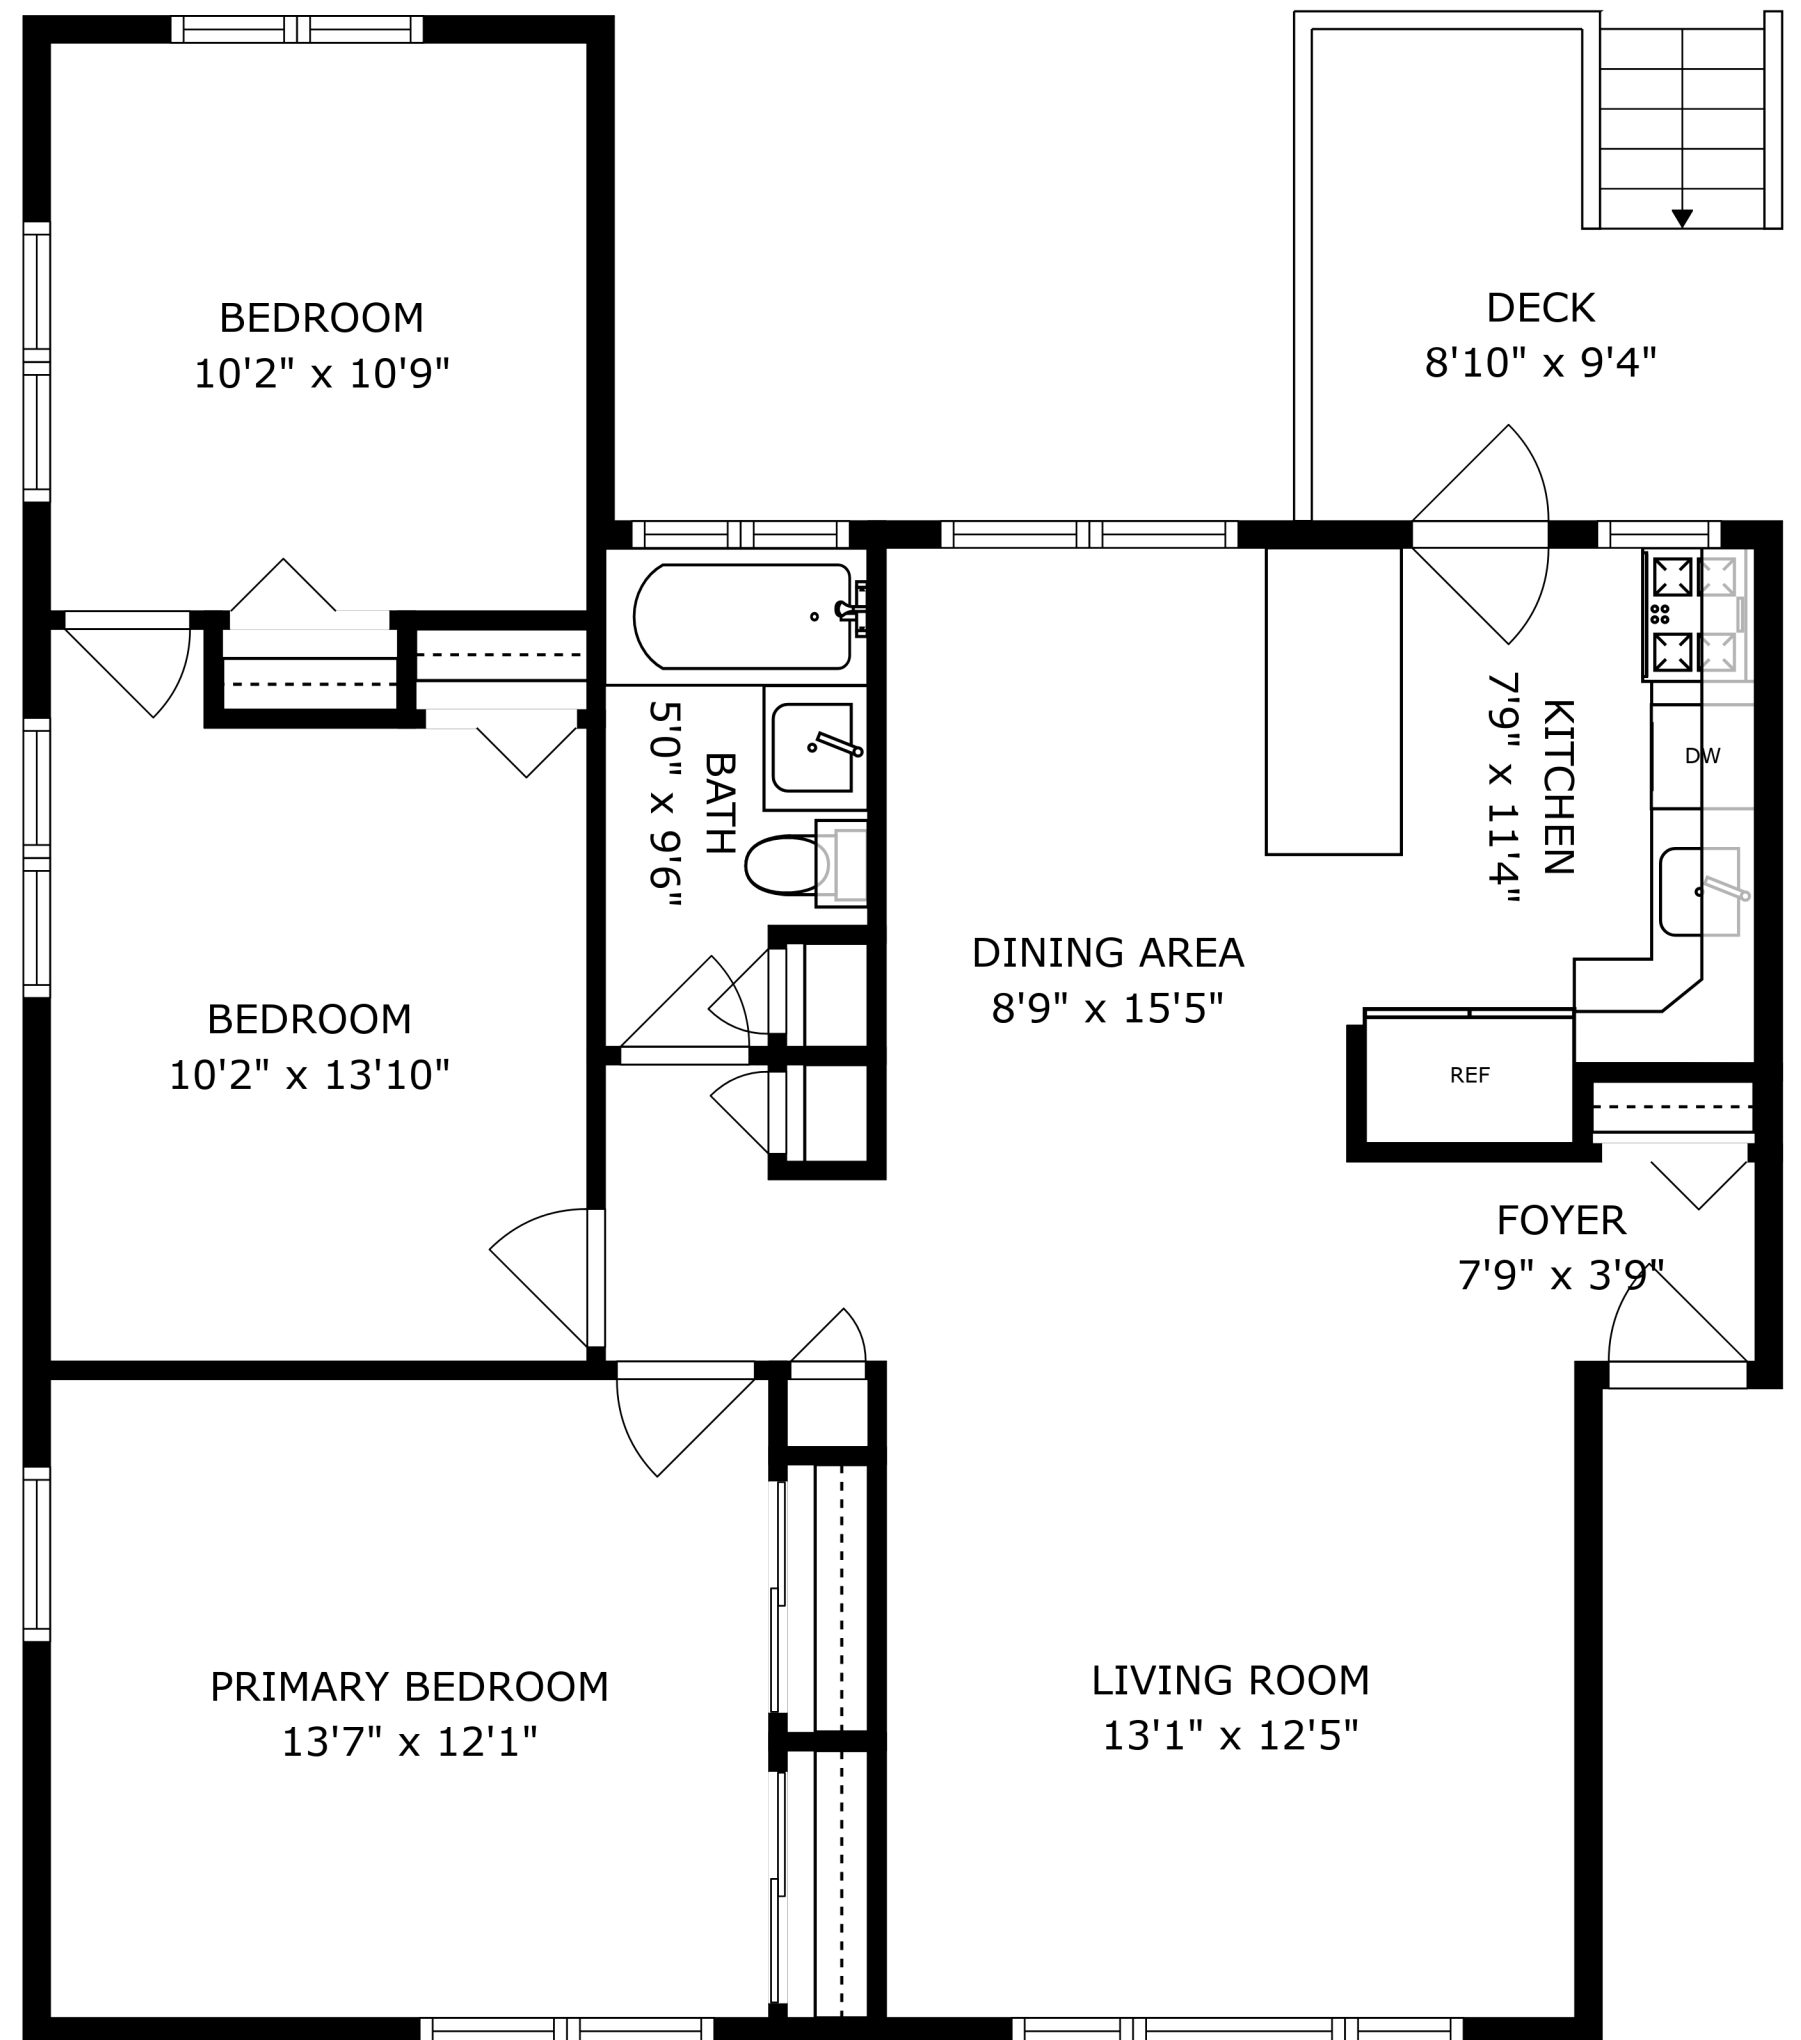 BEDROOM
10'2" x 10'9"
DECK
8'10" x 9'4"
BATH
5'0" x 9'6"
KITCHEN
7'9" x 11'4"
DW
DINING AREA
8'9" x 15'5"
BEDROOM
10'2" x 13'10"
REF
FOYER
7'9" x 3'9"
PRIMARY BEDROOM
13'7" x 12'1"
LIVING ROOM
13'1" x 12'5"